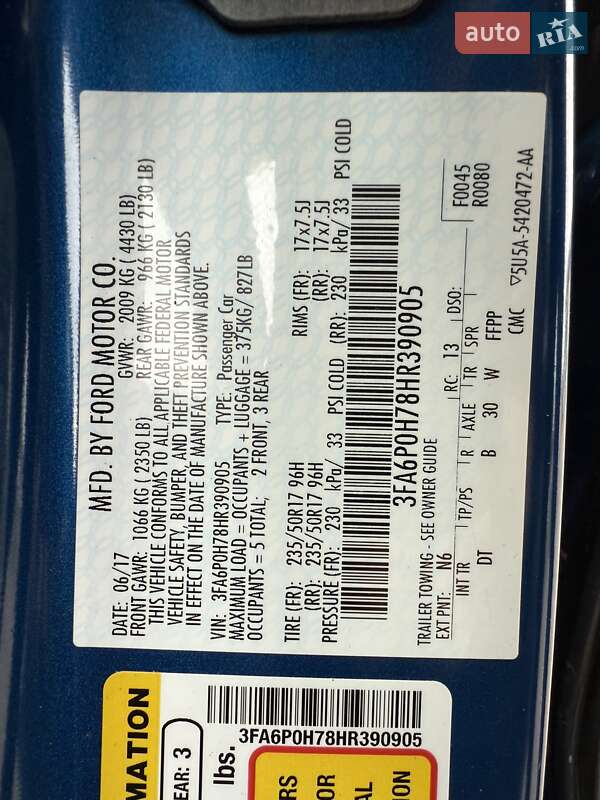 auto RIA.com
MFD. BY FORD MOTOR CO.
DATE: 06/17 GVWR: 2009 KG ( 4430 LB)
FRONT GAWR: 1066 KG ( 2350 LB) REAR GAWR: 966 KG ( 2130 LB)
THIS VEHICLE CONFORMS TO ALL APPLICABLE FEDERAL MOTOR
VEHICLE SAFETY, BUMPER, AND THEFT PREVENTION STANDARDS
IN EFFECT ON THE DATE OF MANUFACTURE SHOWN ABOVE.
VIN: 3FA6P0H78HR390905 TYPE: Passenger Car
MAXIMUM LOAD = OCCUPANTS + LUGGAGE = 375KG/ 827LB
OCCUPANTS = 5 TOTAL; 2 FRONT, 3 REAR
TIRE (FR): 235/50R17 96H RIMS (FR): 17x7.5J
(RR): 235/50R17 96H (RR): 17x7.5J
PRESSURE (FR): 230 kPa/ 33 PSI COLD (RR): 230 kPa/ 33 PSI COLD
3FA6P0H78HR390905
TRAILER TOWING - SEE OWNER GUIDE
EXT PNT: N6 RC: 13 DSO: F0045
R0080
INT TR TP/PS R AXLE TR SPR
DT B 30 W FFPP
CMC ▽5U5A-5420472-AA
MATION
EAR: 3
lbs.
3FA6P0H78HR390905
ERS
OR
AL
ION